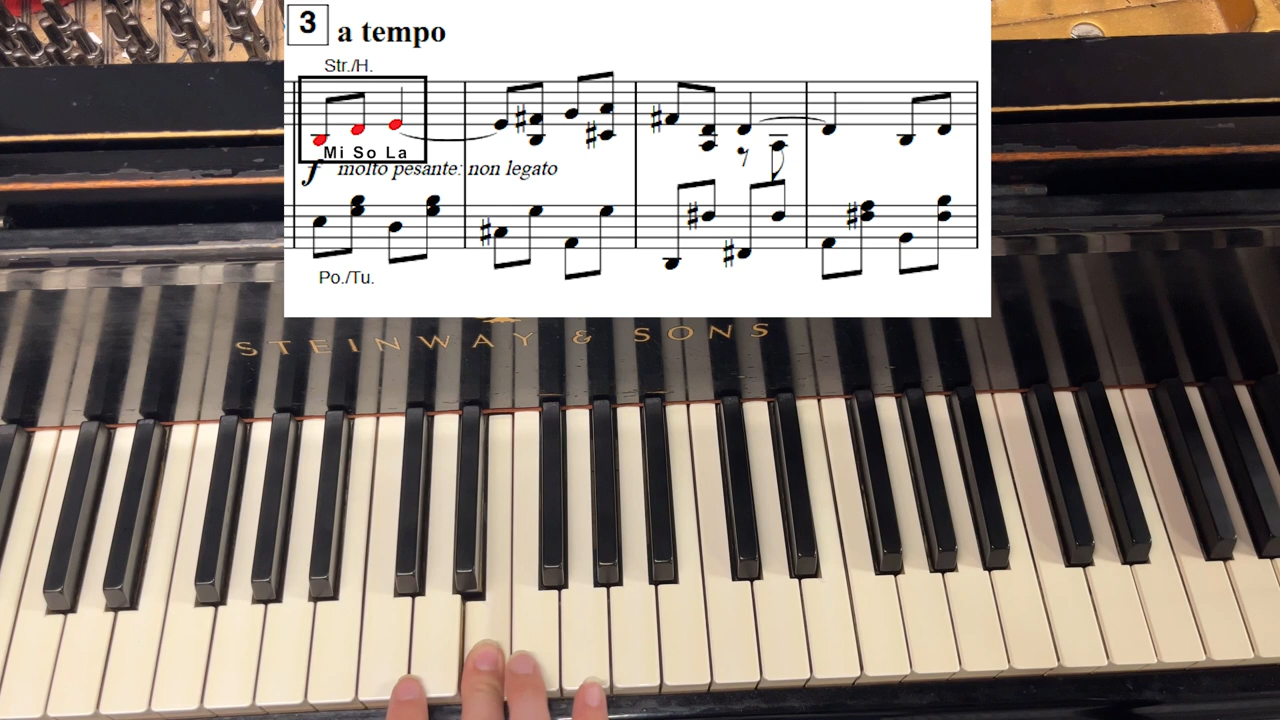 3 a tempo
Str./H.
Mi So La
f molto pesante: non legato
Po./Tu.
STEINWAY & SONS